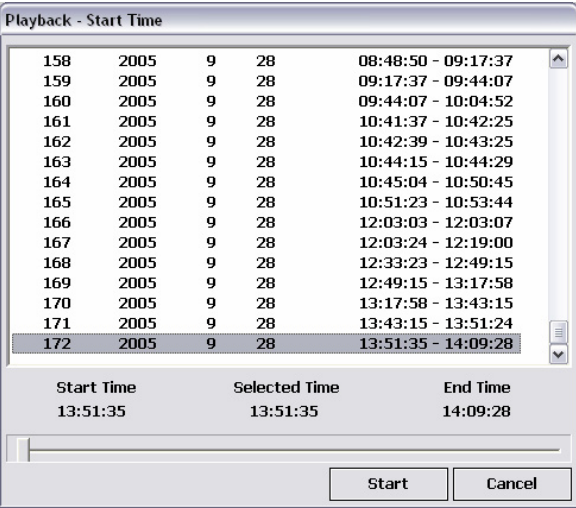 Playback - Start Time
158 2005 9 28 08:48:50 - 09:17:37
159 2005 9 28 09:17:37 - 09:44:07
160 2005 9 28 09:44:07 - 10:04:52
161 2005 9 28 10:41:37 - 10:42:25
162 2005 9 28 10:42:39 - 10:43:25
163 2005 9 28 10:44:15 - 10:44:29
164 2005 9 28 10:45:04 - 10:50:45
165 2005 9 28 10:51:23 - 10:53:44
166 2005 9 28 12:03:03 - 12:03:07
167 2005 9 28 12:03:24 - 12:19:00
168 2005 9 28 12:33:23 - 12:49:15
169 2005 9 28 12:49:15 - 13:17:58
170 2005 9 28 13:17:58 - 13:43:15
171 2005 9 28 13:43:15 - 13:51:24
172 2005 9 28 13:51:35 - 14:09:28
Start Time Selected Time End Time
13:51:35 13:51:35 14:09:28
Start Cancel